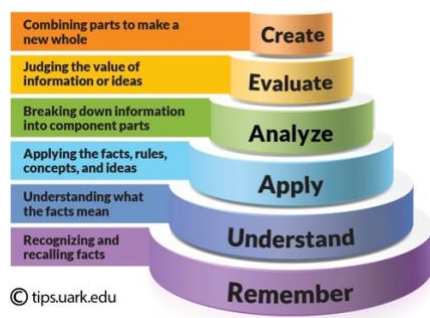 Combining parts to make a
new whole
Create
Judging the value of
information or ideas
Evaluate
Breaking down information
into component parts
Analyze
Applying the facts, rules,
concepts, and ideas
Apply
Understanding what
the facts mean
Understand
Recognizing and
recalling facts
Remember
© tips.uark.edu